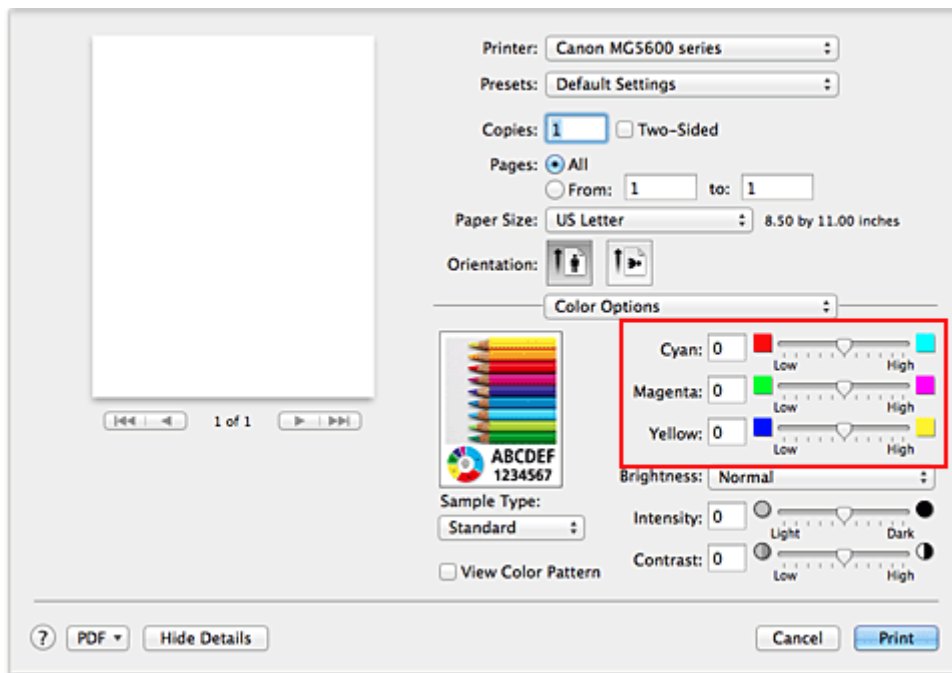 Printer: Canon MG5600 series
Presets: Default Settings
Copies: 1 Two-Sided
Pages: All
From: 1 to: 1
Paper Size: US Letter 8.50 by 11.00 inches
Orientation:
Color Options
1 of 1
ABCDEF
1234567
Sample Type:
Standard
View Color Pattern
Cyan: 0
Low High
Magenta: 0
Low High
Yellow: 0
Low High
Brightness: Normal
Intensity: 0
Light Dark
Contrast: 0
Low High
? PDF Hide Details Cancel Print